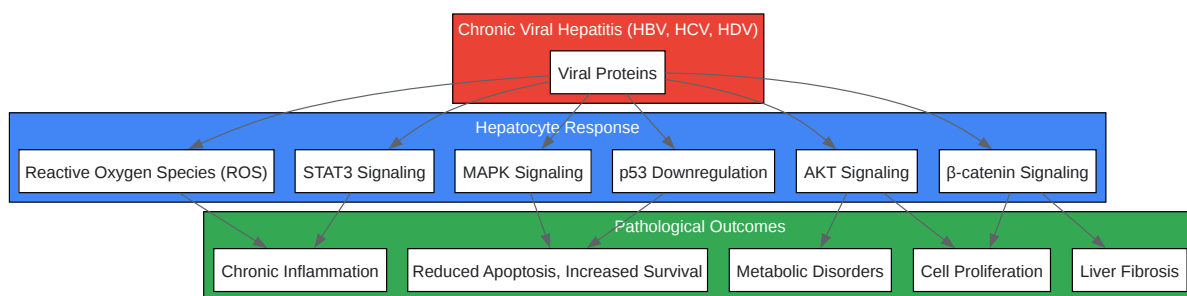 Chronic Viral Hepatitis (HBV, HCV, HDV)
Viral Proteins
Hepatocyte Response
Reactive Oxygen Species (ROS)
STAT3 Signaling
MAPK Signaling
p53 Downregulation
AKT Signaling
β-catenin Signaling
Pathological Outcomes
Chronic Inflammation
Reduced Apoptosis, Increased Survival
Metabolic Disorders
Cell Proliferation
Liver Fibrosis